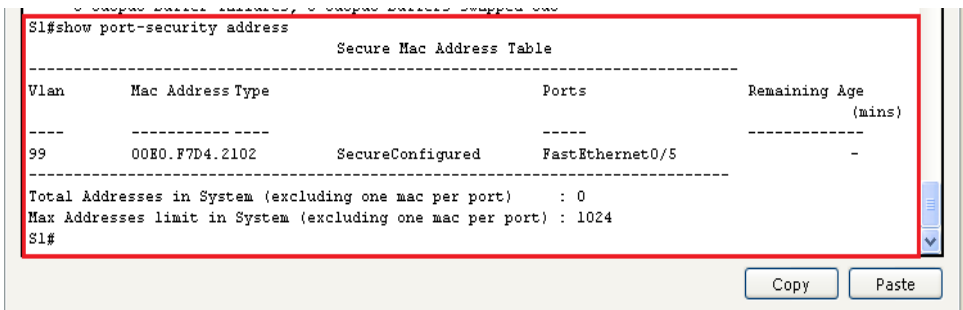 S1#show port-security address
Secure Mac Address Table
-------------------------------------------------------------------------------
Vlan Mac Address Type Ports Remaining Age
(mins)
---- ----------- ---- ----- -------------
99 00E0.F7D4.2102 SecureConfigured FastEthernet0/5 -
------------------------------------------------------------------------------
Total Addresses in System (excluding one mac per port) : 0
Max Addresses limit in System (excluding one mac per port) : 1024
S1#
Copy Paste